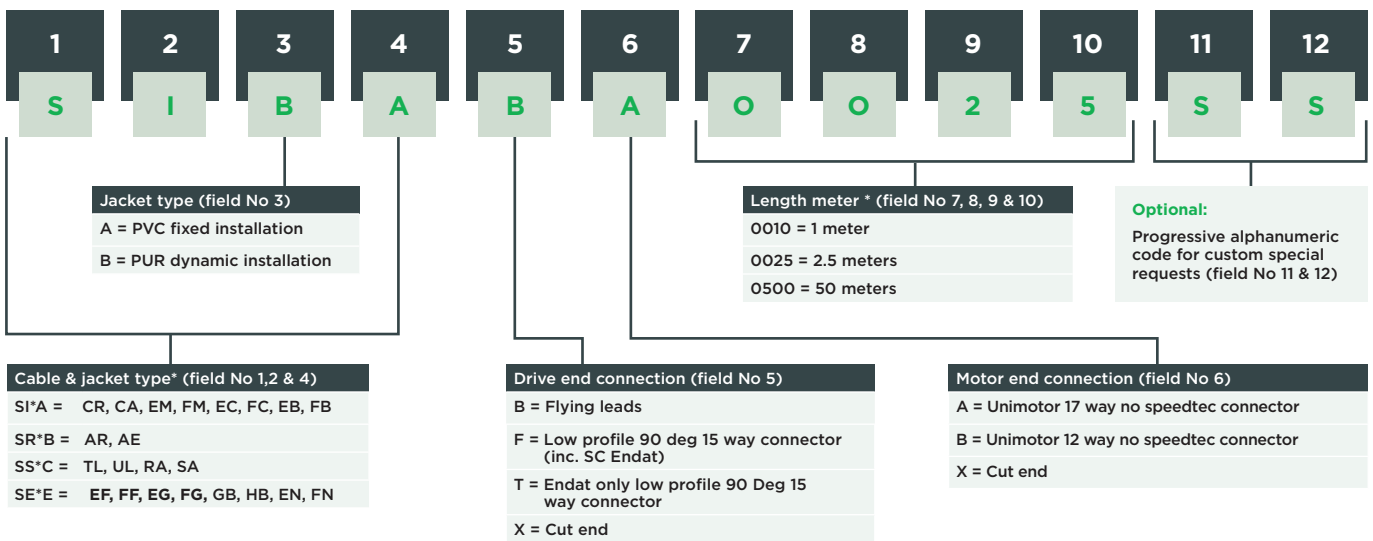 1 2 3 4 5 6 7 8 9 10 11 12
S I B A B A O O 2 5 S S
Jacket type (field No 3)
A = PVC fixed installation
B = PUR dynamic installation
Length meter * (field No 7, 8, 9 & 10)
0010 = 1 meter
0025 = 2.5 meters
0500 = 50 meters
Optional:
Progressive alphanumeric
code for custom special
requests (field No 11 & 12)
Cable & jacket type* (field No 1,2 & 4)
SI*A = CR, CA, EM, FM, EC, FC, EB, FB
SR*B = AR, AE
SS*C = TL, UL, RA, SA
SE*E = EF, FF, EG, FG, GB, HB, EN, FN
Drive end connection (field No 5)
B = Flying leads
F = Low profile 90 deg 15 way connector
(inc. SC Endat)
T = Endat only low profile 90 Deg 15
way connector
X = Cut end
Motor end connection (field No 6)
A = Unimotor 17 way no speedtec connector
B = Unimotor 12 way no speedtec connector
X = Cut end